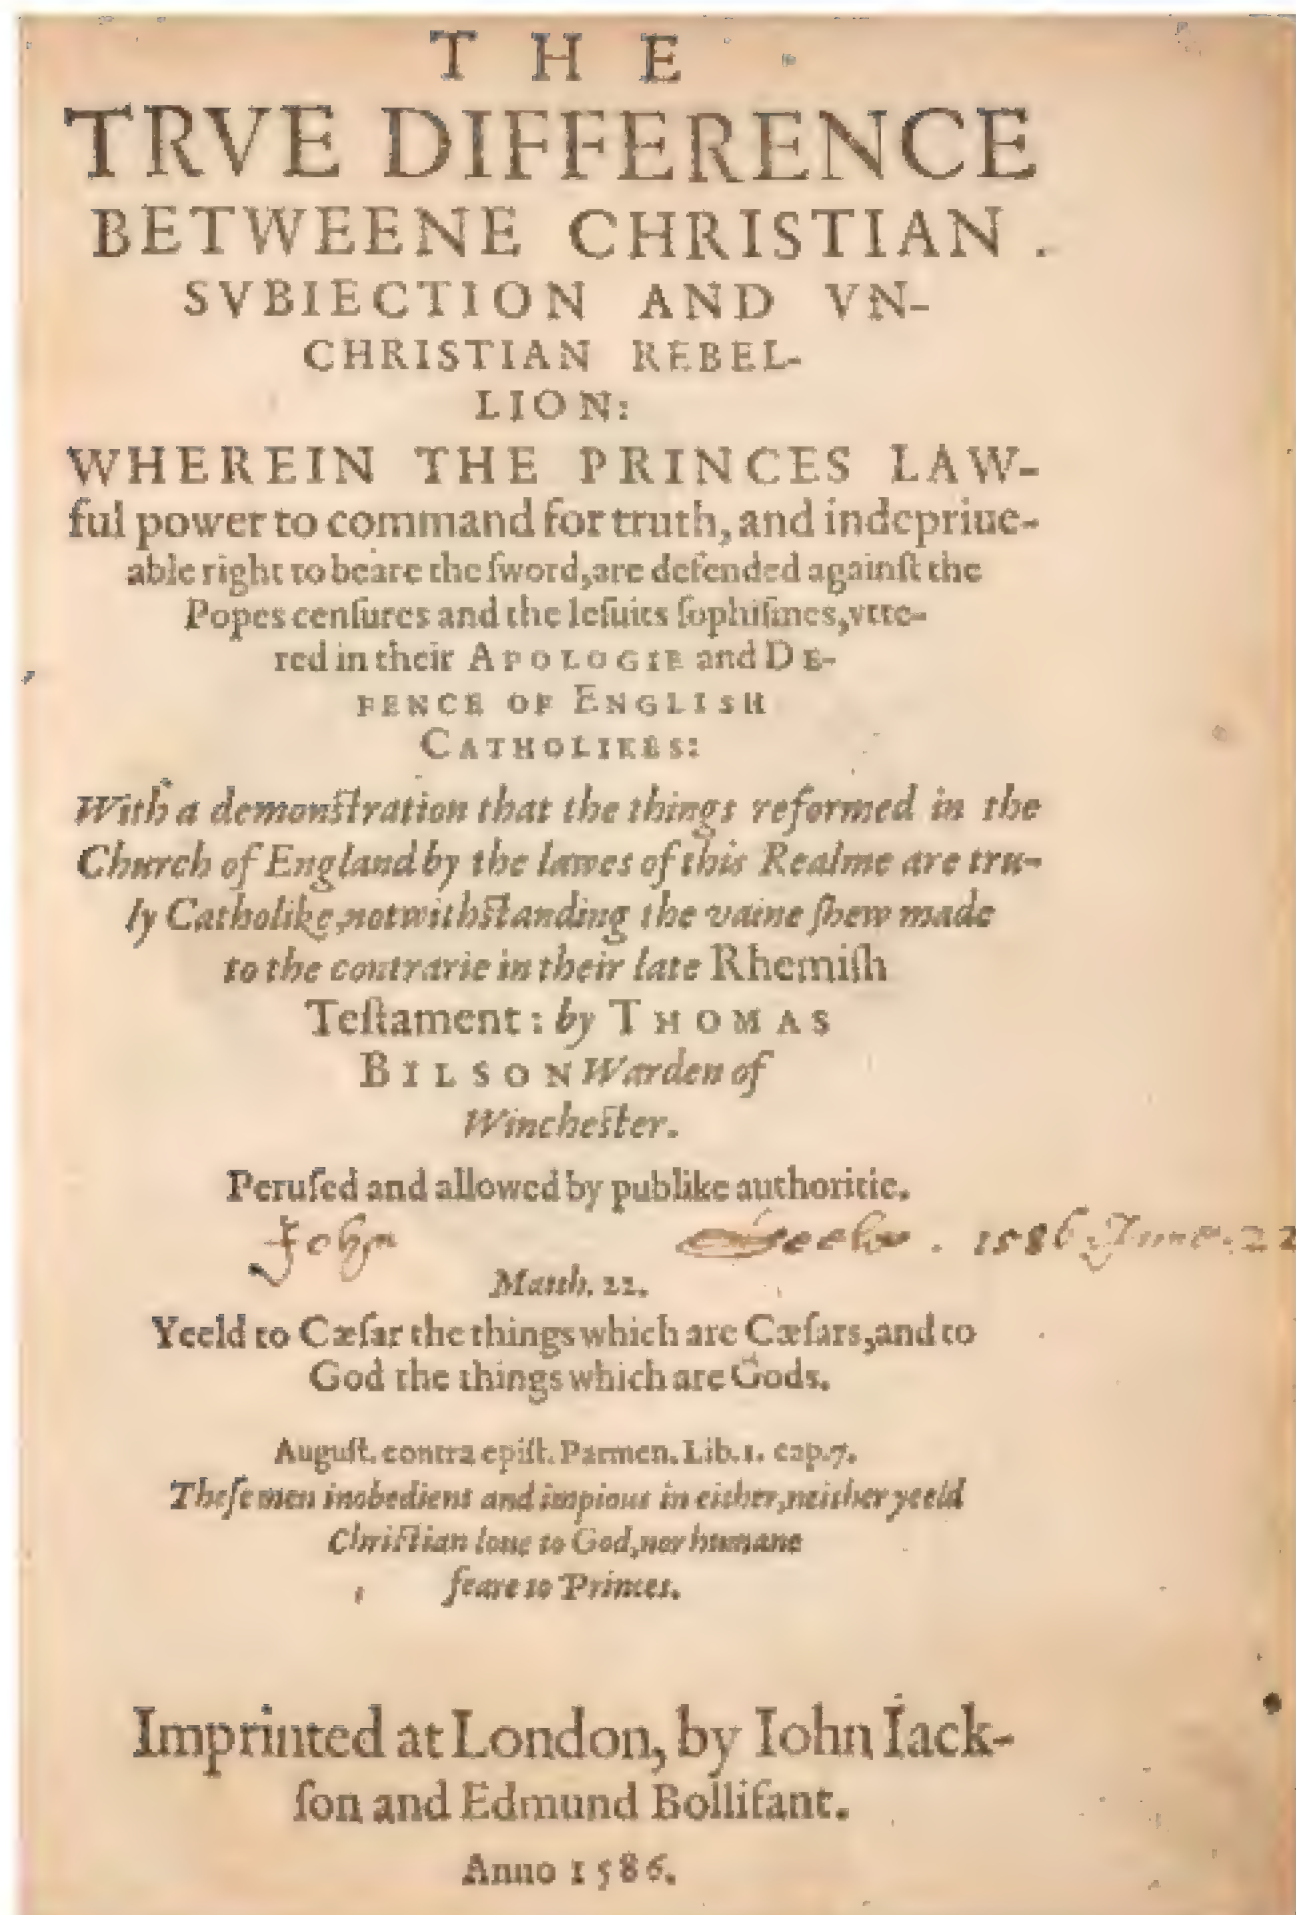 THE
TRVE DIFFERENCE
BETWEENE CHRISTIAN
SVBIECTION AND VN-
CHRISTIAN REBEL-
LION:
WHEREIN THE PRINCES LAW-
ful power to command for truth, and indepriue-
able right to beare the ſword, are defended againſt the
Popes cenſures and the Ieſuits ſophiſmes, vtte-
red in their APOLOGIE and DE-
FENCE OF ENGLISH
CATHOLIKES:
With a demonſtration that the things reformed in the
Church of England by the lawes of this Realme are tru-
ly Catholike, notwithſtanding the vaine ſhew made
to the contrarie in their late Rhemiſh
Teſtament: by THOMAS
BILSON Warden of
Wincheſter.
Peruſed and allowed by publike authoritie.
John 1586. June. 22
Matth. 22.
Yeeld to Cæſar the things which are Cæſars, and to
God the things which are Gods.
Auguſt. contra epiſt. Parmen. Lib. 1. cap. 7.
Theſe men inobedient and impious in either, neither yeeld
Chriſtian loue to God, nor humane
feare to Princes.
Imprinted at London, by Iohn Iack-
ſon and Edmund Bollifant.
Anno 1586.